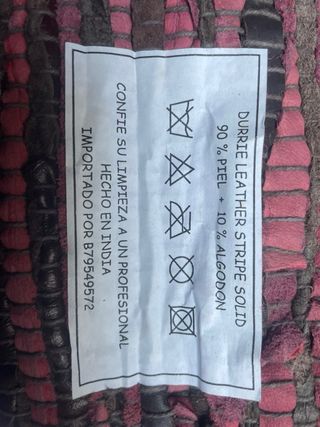 DURRIE LEATHER STRIPE SOLID
90 % PIEL + 10 % ALGODON
CONFIE SU LIMPIEZA A UN PROFESIONAL
HECHO EN INDIA
IMPORTADO POR B79549572